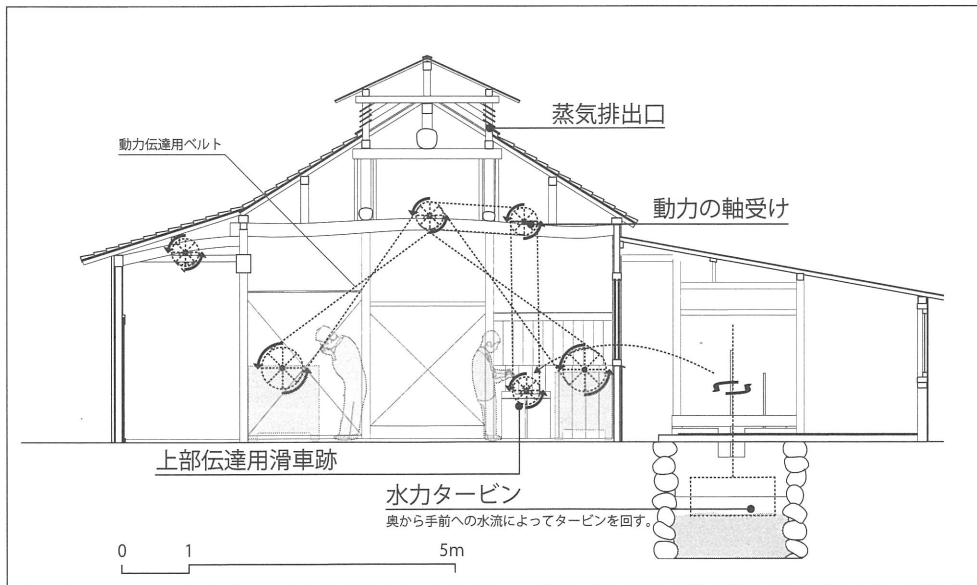 蒸気排出口
動力伝達用ベルト
動力の軸受け
上部伝達用滑車跡
水力タービン
奥から手前への水流によってタービンを回す。
0 1 5m